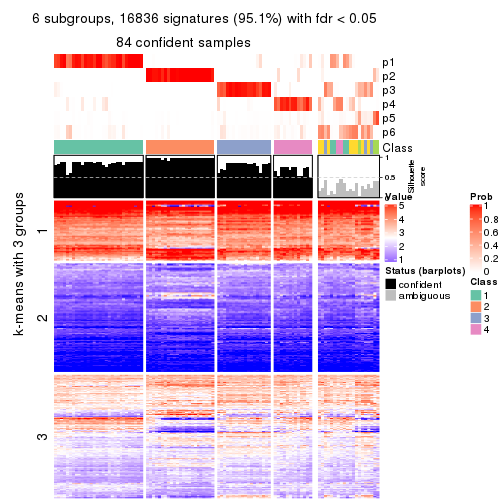 6 subgroups, 16836 signatures (95.1%) with fdr < 0.05
84 confident samples
p1
p2
p3
p4
p5
p6
Class
1
0.5
0
Silhouette
score
k-means with 3 groups
1
2
3
Value
5
4
3
2
1
Status (barplots)
confident
ambiguous
Prob
1
0.8
0.6
0.4
0.2
0
Class
1
2
3
4